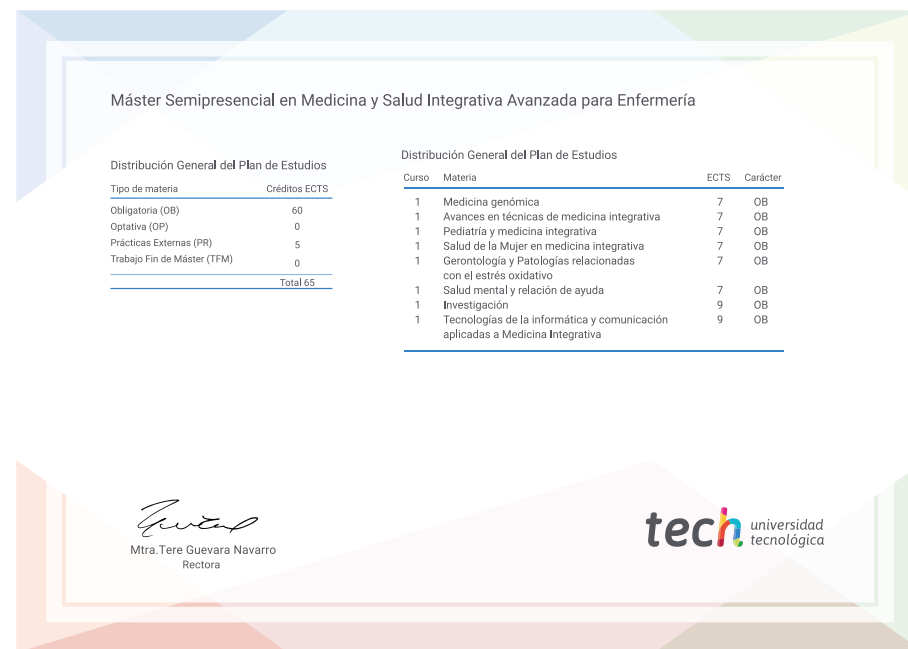 Máster Semipresencial en Medicina y Salud Integrativa Avanzada para Enfermería
Distribución General del Plan de Estudios
Tipo de materia Créditos ECTS
Obligatoria (OB) 60
Optativa (OP) 0
Prácticas Externas (PR) 5
Trabajo Fin de Máster (TFM) 0
Total 65
Distribución General del Plan de Estudios
Curso Materia ECTS Carácter
1 Medicina genómica 7 OB
1 Avances en técnicas de medicina integrativa 7 OB
1 Pediatría y medicina integrativa 7 OB
1 Salud de la Mujer en medicina integrativa 7 OB
1 Gerontología y Patologías relacionadas 7 OB
con el estrés oxidativo
1 Salud mental y relación de ayuda 7 OB
1 Investigación 9 OB
1 Tecnologías de la informática y comunicación 9 OB
aplicadas a Medicina Integrativa
Mtra.Tere Guevara Navarro
Rectora
tech universidad
tecnológica